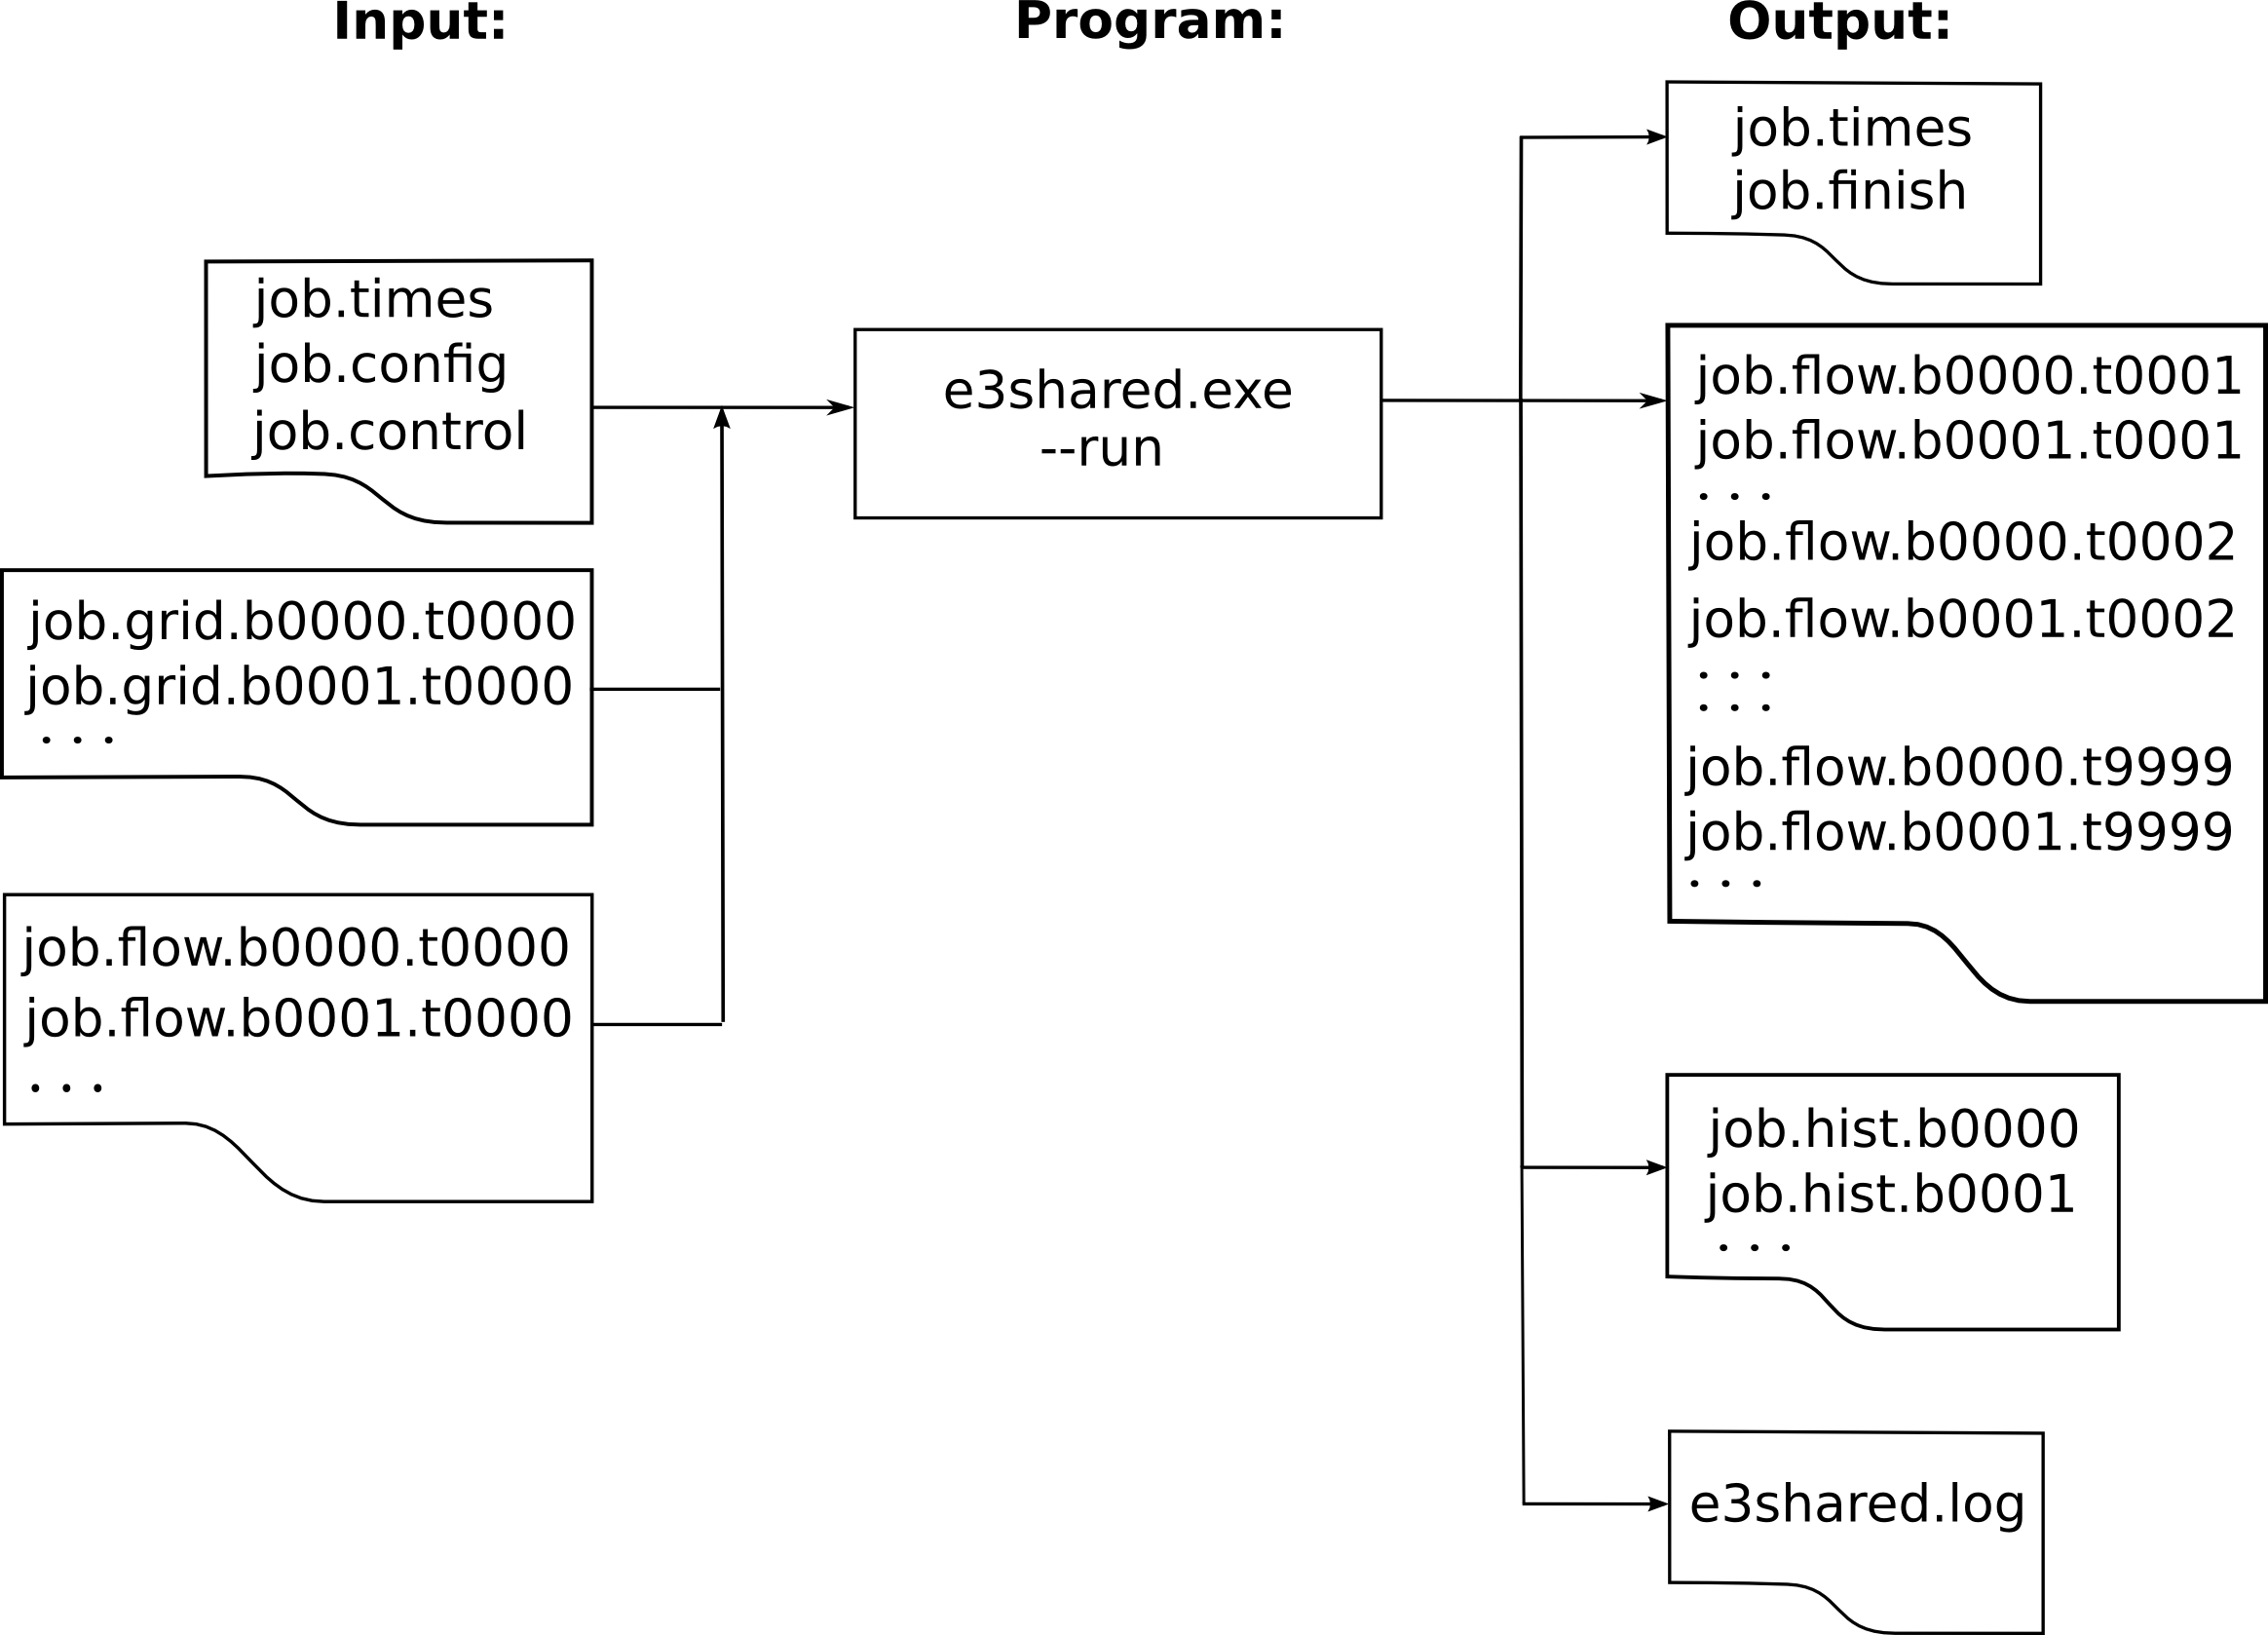 Input:
Program:
Output:
job.times
job.config
job.control
job.grid.b0000.t0000
job.grid.b0001.t0000
. . .
job.flow.b0000.t0000
job.flow.b0001.t0000
. . .
e3shared.exe
--run
job.times
job.finish
job.flow.b0000.t0001
job.flow.b0001.t0001
. . .
job.flow.b0000.t0002
job.flow.b0001.t0002
. . .
. . .
job.flow.b0000.t9999
job.flow.b0001.t9999
. . .
job.hist.b0000
job.hist.b0001
. . .
e3shared.log